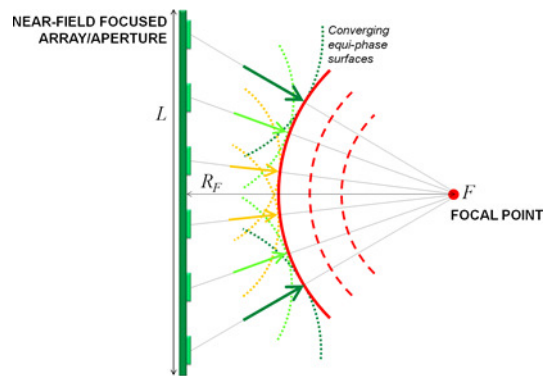 NEAR-FIELD FOCUSED
ARRAY/APERTURE
Converging
equi-phase
surfaces
L
R_F
F
FOCAL POINT